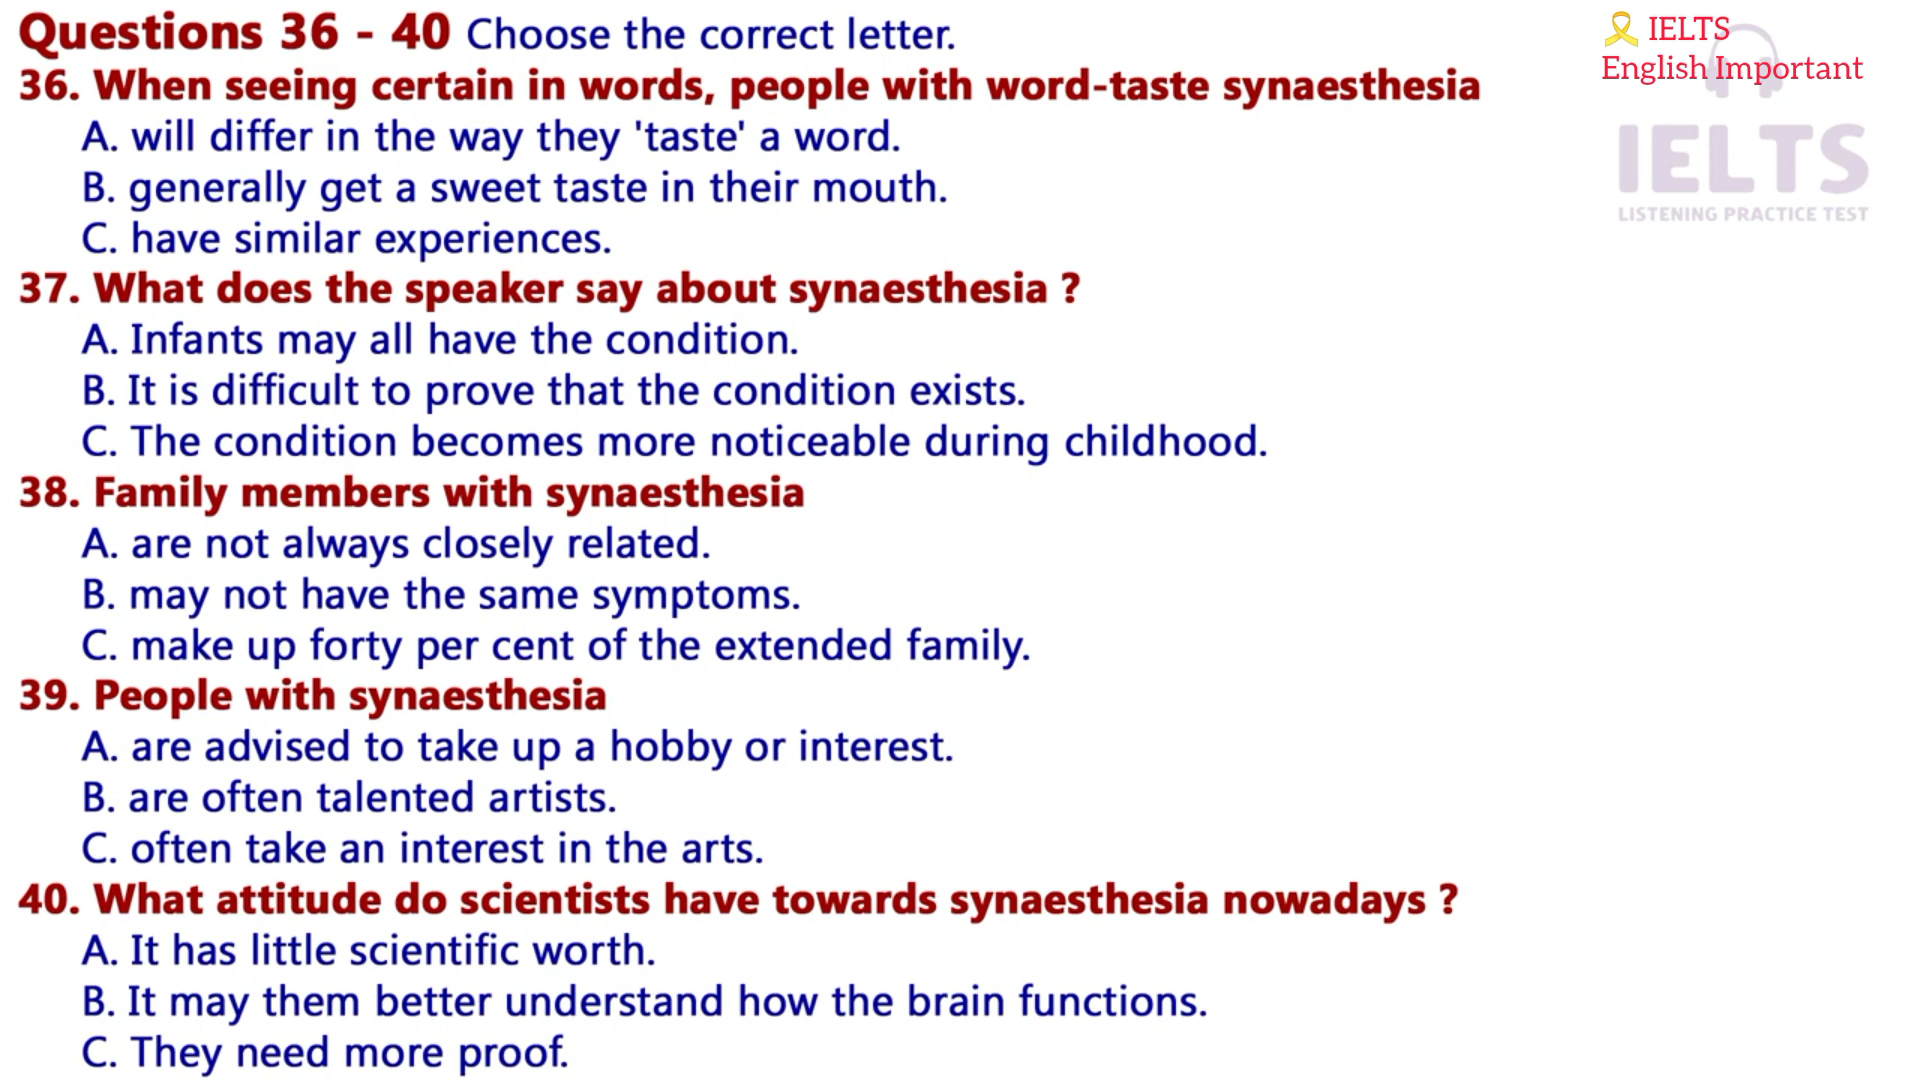 Questions 36 - 40 Choose the correct letter.
36. When seeing certain in words, people with word-taste synaesthesia
A. will differ in the way they 'taste' a word.
B. generally get a sweet taste in their mouth.
C. have similar experiences.
37. What does the speaker say about synaesthesia ?
A. Infants may all have the condition.
B. It is difficult to prove that the condition exists.
C. The condition becomes more noticeable during childhood.
38. Family members with synaesthesia
A. are not always closely related.
B. may not have the same symptoms.
C. make up forty per cent of the extended family.
39. People with synaesthesia
A. are advised to take up a hobby or interest.
B. are often talented artists.
C. often take an interest in the arts.
40. What attitude do scientists have towards synaesthesia nowadays ?
A. It has little scientific worth.
B. It may them better understand how the brain functions.
C. They need more proof.
IELTS
English Important
IELTS
LISTENING PRACTICE TEST